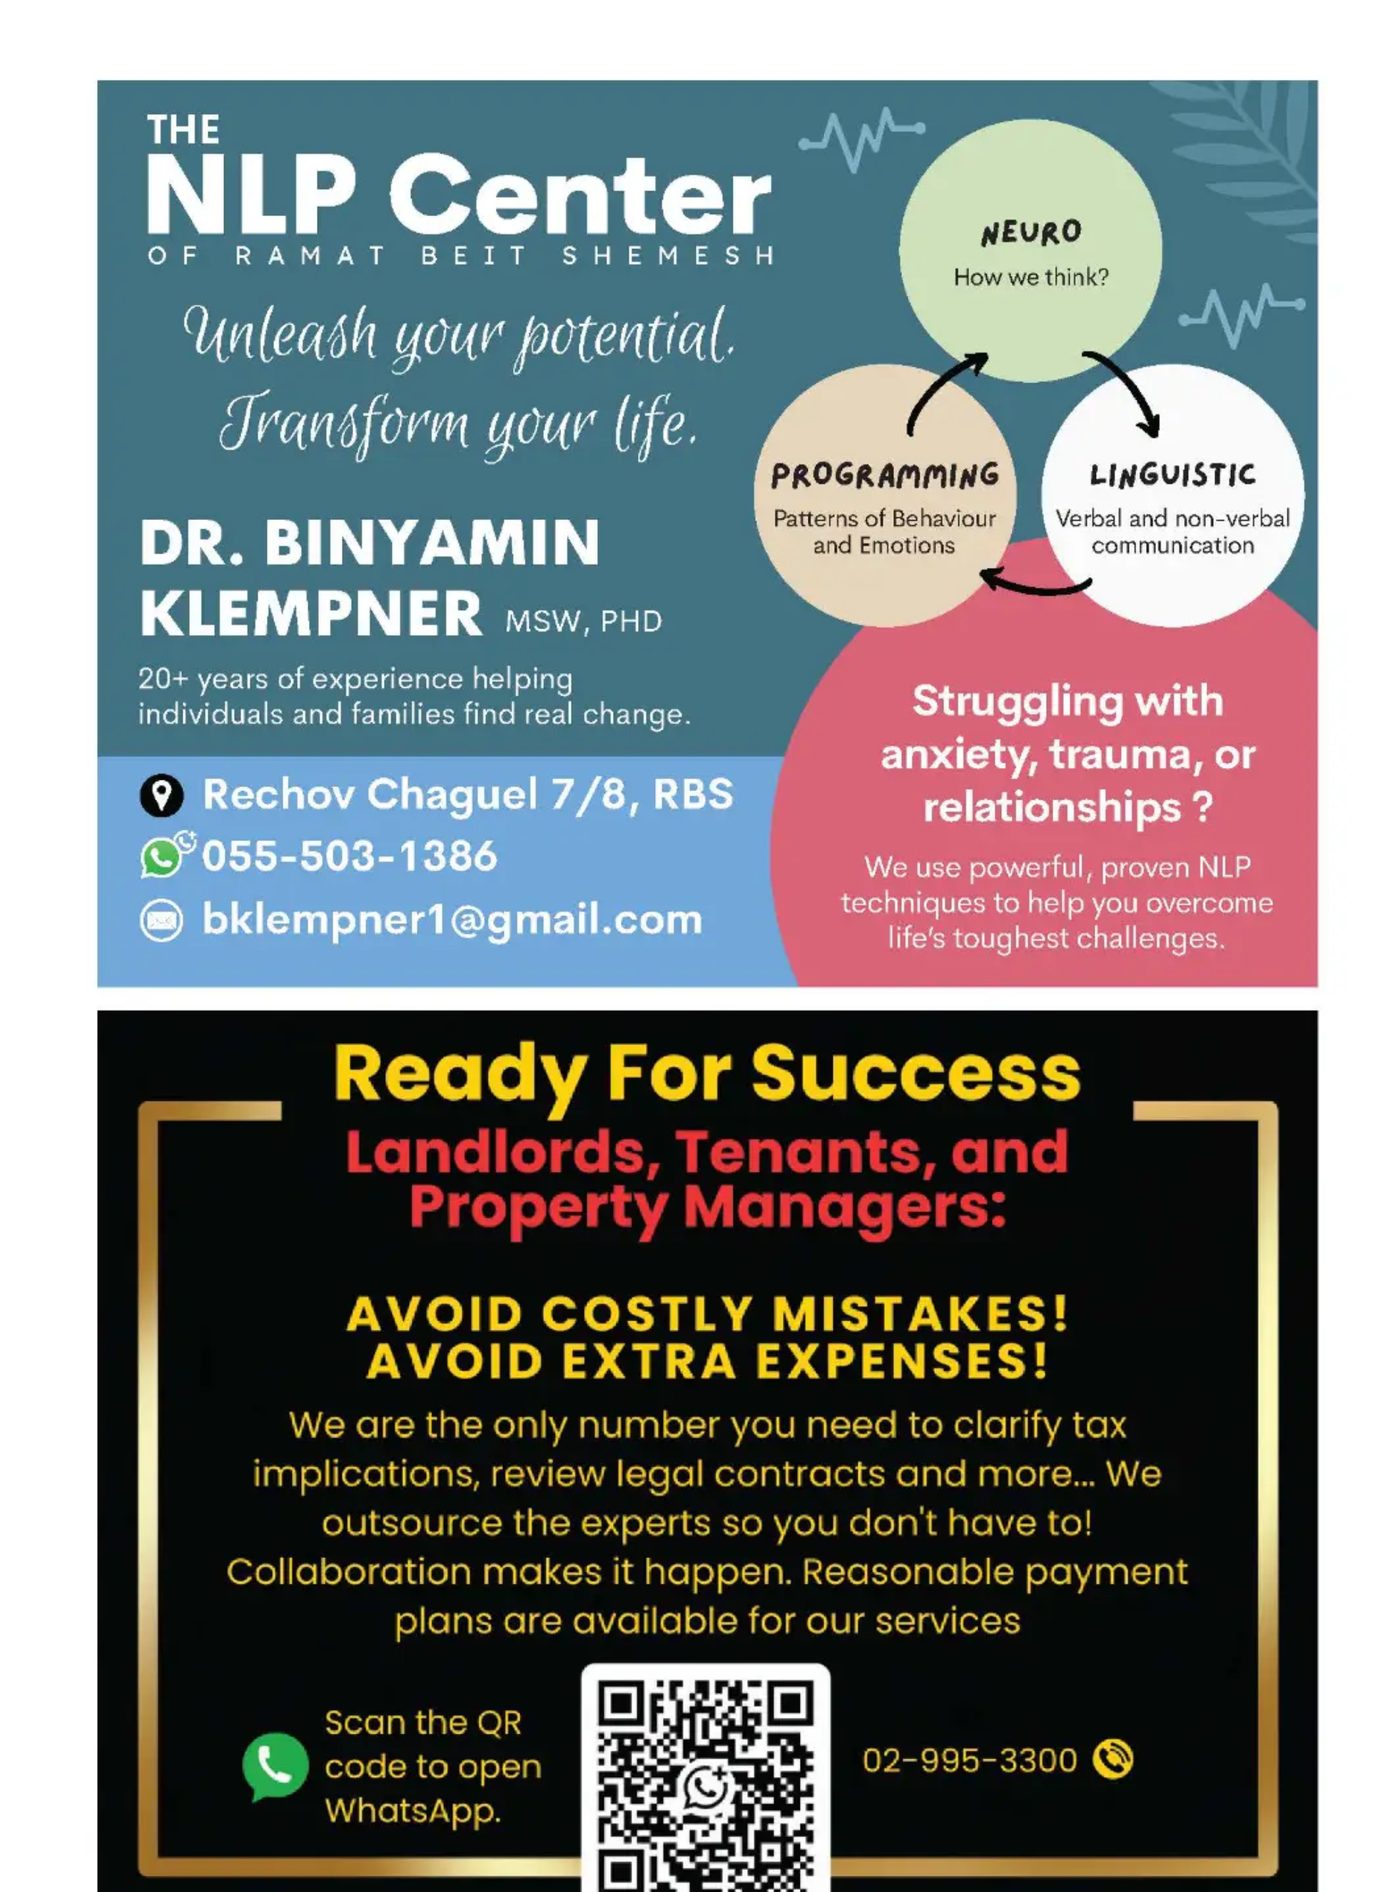 THE
NLP Center
OF RAMAT BEIT SHEMESH
Unleash your potential.
Transform your life.
DR. BINYAMIN
KLEMPNER MSW, PHD
20+ years of experience helping
individuals and families find real change.
Rechov Chaguel 7/8, RBS
055-503-1386
bklempner1@gmail.com
NEURO
How we think?
PROGRAMMING
Patterns of Behaviour
and Emotions
LINGUISTIC
Verbal and non-verbal
communication
Struggling with
anxiety, trauma, or
relationships ?
We use powerful, proven NLP
techniques to help you overcome
life's toughest challenges.
Ready For Success
Landlords, Tenants, and
Property Managers:
AVOID COSTLY MISTAKES!
AVOID EXTRA EXPENSES!
We are the only number you need to clarify tax
implications, review legal contracts and more... We
outsource the experts so you don't have to!
Collaboration makes it happen. Reasonable payment
plans are available for our services
Scan the QR
code to open
WhatsApp.
02-995-3300